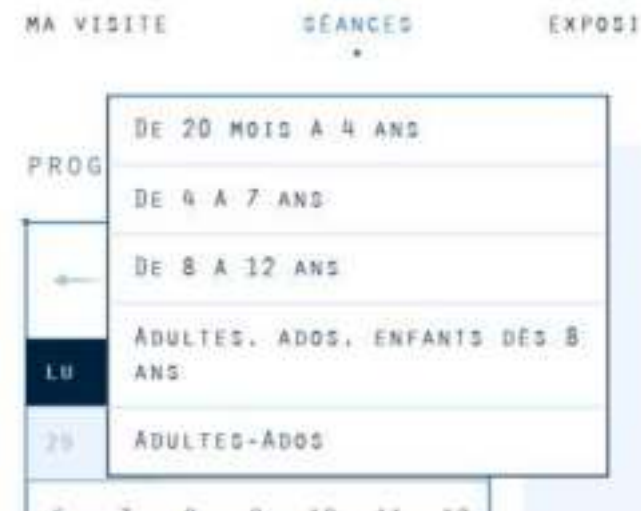 MA VISITE
SÉANCES
EXPOSI
DE 20 MOIS A 4 ANS
PROG
DE 4 A 7 ANS
DE 8 A 12 ANS
ADULTES, ADOS, ENFANTS DÈS 8
ANS
LU
29
ADULTES-ADOS